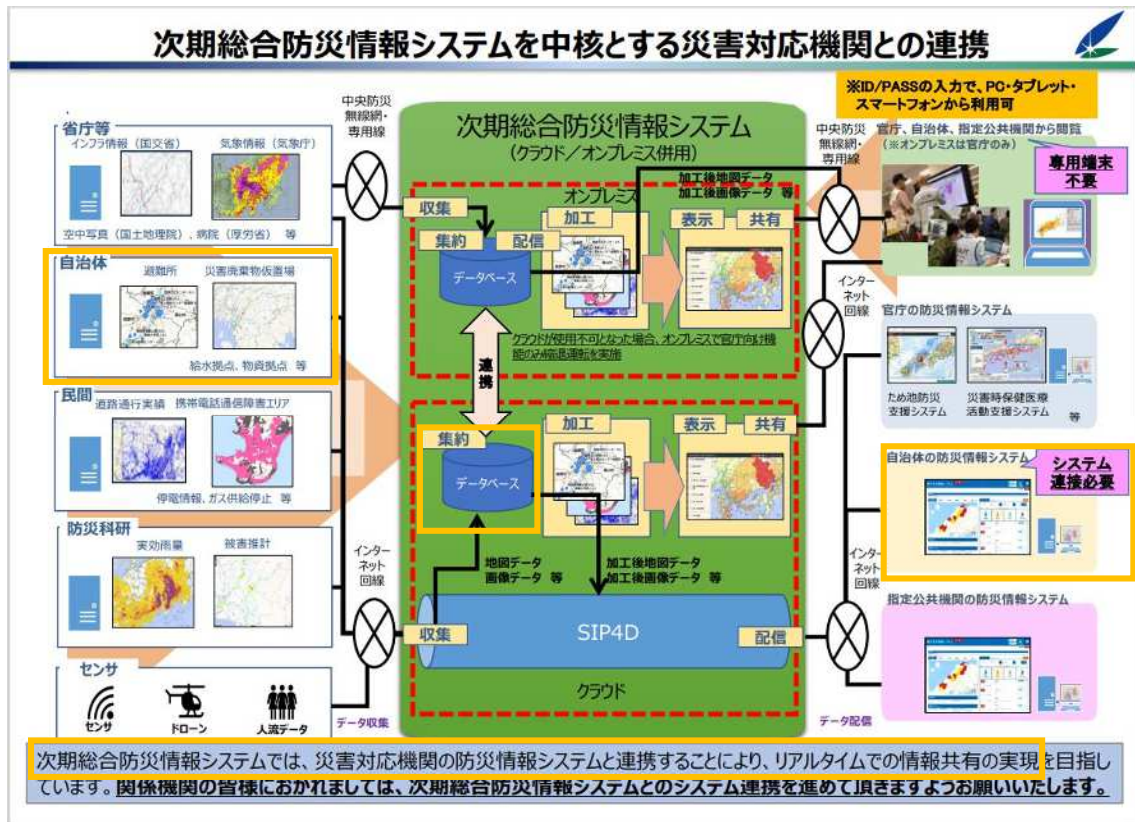 次期総合防災情報システムを中核とする災害対応機関との連携
※ID/PASSの入力で、PC・タブレット・
スマートフォンから利用可
省庁等
インフラ情報（国交省）
気象情報（気象庁）
空中写真（国土地理院）、病院（厚労省） 等
自治体
避難所
災害廃棄物仮置場
給水拠点、物資拠点 等
民間
道路通行実績
携帯電話通信障害エリア
停電情報、ガス供給停止 等
防災科研
実効雨量
被害推計
センサ
センサ
ドローン
人流データ
中央防災
無線網・
専用線
インター
ネット
回線
データ収集
次期総合防災情報システム
（クラウド／オンプレミス併用）
オンプレミス
加工後地図データ
加工後画像データ 等
収集
集約
配信
データベース
加工
表示
共有
クラウドが使用不可となった場合、オンプレミスで官庁向け機
能のみ縮退運転を実施
連携
集約
データベース
加工
表示
共有
地図データ
画像データ 等
加工後地図データ
加工後画像データ 等
収集
SIP4D
配信
クラウド
データ配信
中央防災
無線網・
専用線
インター
ネット
回線
インター
ネット
回線
官庁、自治体、指定公共機関から閲覧
（※オンプレミスは官庁のみ）
専用端末
不要
官庁の防災情報システム
ため池防災
支援システム
災害時保健医療
活動支援システム
等
自治体の防災情報システム
システム
連接必要
指定公共機関の防災情報システム
次期総合防災情報システムでは、災害対応機関の防災情報システムと連携することにより、リアルタイムでの情報共有の実現を目指し
ています。関係機関の皆様におかれましては、次期総合防災情報システムとのシステム連携を進めて頂きますようお願いいたします。